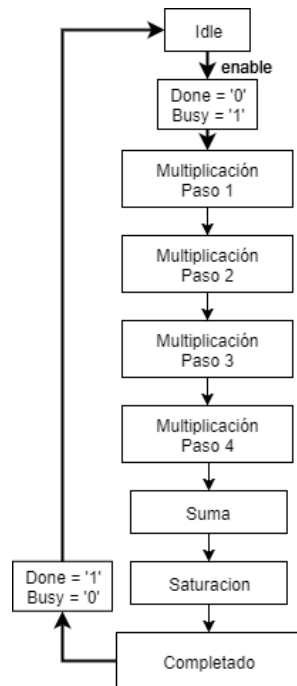 Idle
enable
Done = '0'
Busy = '1'
Multiplicación
Paso 1
Multiplicación
Paso 2
Multiplicación
Paso 3
Multiplicación
Paso 4
Suma
Saturacion
Done = '1'
Busy = '0'
Completado